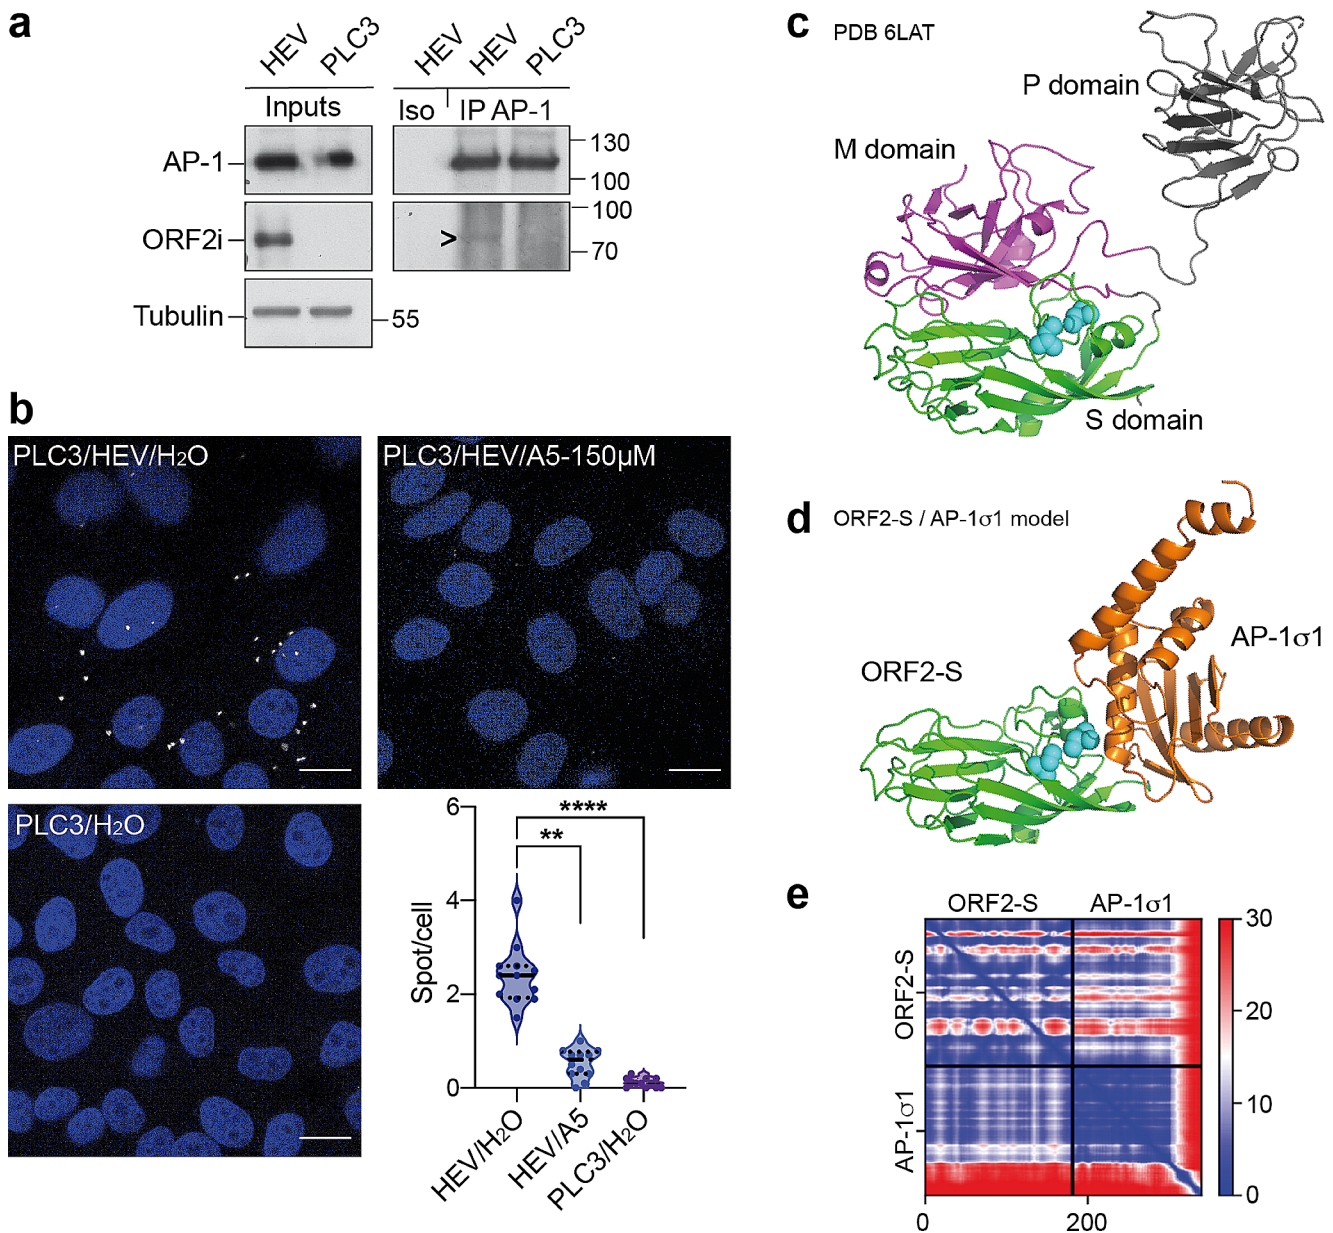 a
HEV
PLC3
HEV
HEV
PLC3
Inputs
Iso
IP AP-1
AP-1
130
100
ORF2i
>
100
70
Tubulin
55
b
PLC3/HEV/H₂O
PLC3/HEV/A5-150µM
PLC3/H₂O
6
4
2
0
Spot/cell
****
**
HEV/H₂O
HEV/A5
PLC3/H₂O
c
PDB 6LAT
P domain
M domain
S domain
d
ORF2-S / AP-1σ1 model
AP-1σ1
ORF2-S
e
ORF2-S
AP-1σ1
ORF2-S
AP-1σ1
0
200
30
20
10
0